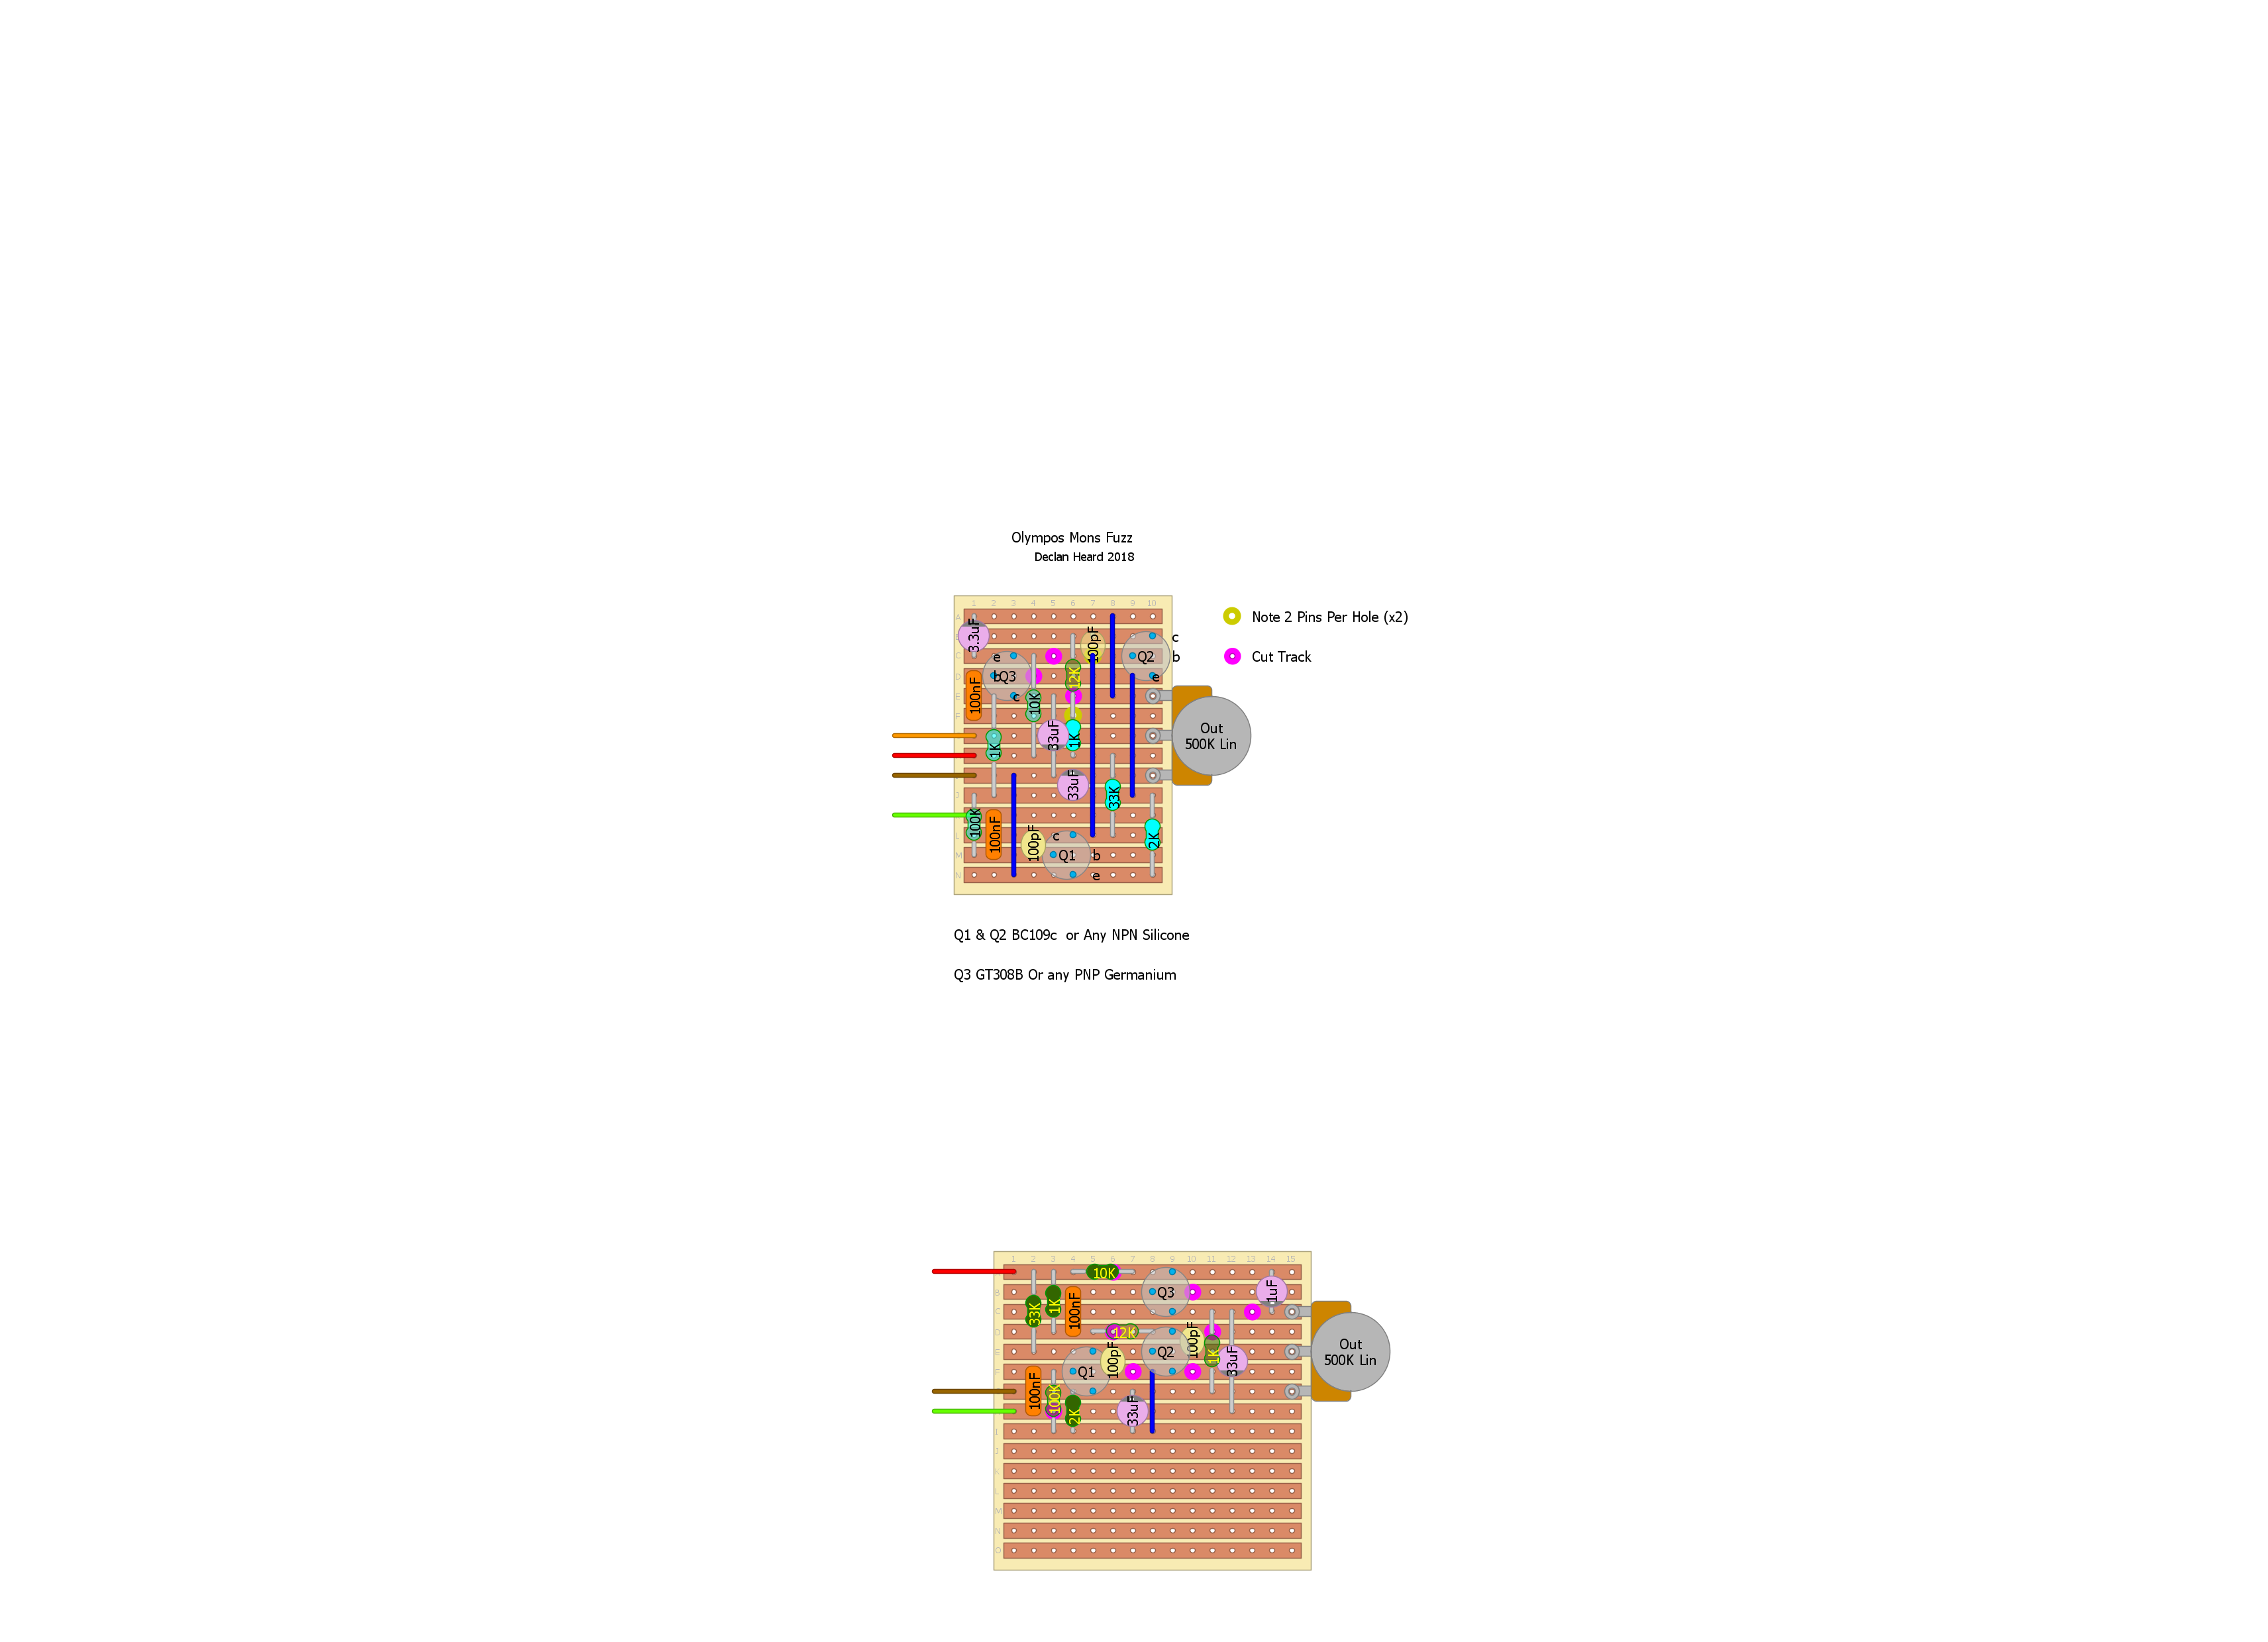 Olympos Mons Fuzz
Declan Heard 2018
1 2 3 4 5 6 7 8 9 10
A
3.3uF
100pF
c
Note 2 Pins Per Hole (x2)
C
e
Q2
b
Cut Track
D
b
Q3
12K
e
E
100nF
c
10K
F
Out
500K Lin
1K
33uF
1K
33uF
33K
J
100K
100nF
L
100pF
c
2K
M
Q1
b
N
e
Q1 & Q2 BC109c or Any NPN Silicone
Q3 GT308B Or any PNP Germanium
1 2 3 4 5 6 7 8 9 10 11 12 13 14 15
10K
B
Q3
1uF
C
33K
1K
100nF
D
12K
100pF
E
100pF
Q2
1K
33uF
Out
500K Lin
F
Q1
100nF
100K
2K
33uF
I
J
K
L
M
N
O